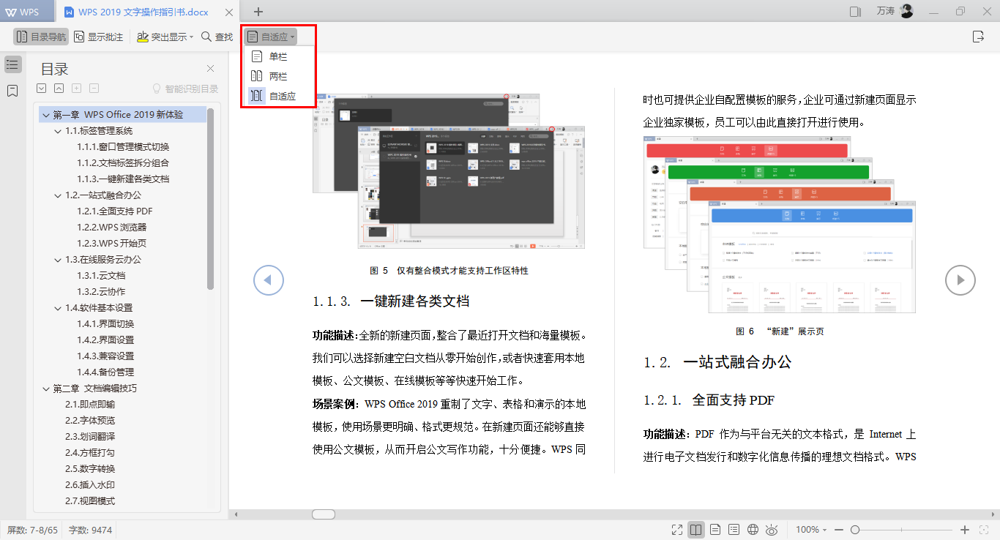 WPS
WPS 2019 文字操作指引书.docx
万涛
目录导航
显示批注
突出显示
查找
自适应
单栏
两栏
自适应
目录
智能识别目录
第一章 WPS Office 2019 新体验
1.1.标签管理系统
1.1.1.窗口管理模式切换
1.1.2.文档标签拆分组合
1.1.3.一键新建各类文档
1.2.一站式融合办公
1.2.1.全面支持 PDF
1.2.2.WPS 浏览器
1.2.3.WPS 开始页
1.3.在线服务云办公
1.3.1.云文档
1.3.2.云协作
1.4.软件基本设置
1.4.1.界面切换
1.4.2.界面设置
1.4.3.兼容设置
1.4.4.备份管理
第二章 文档编辑技巧
2.1.即点即输
2.2.字体预览
2.3.划词翻译
2.4.方框打勾
2.5.数字转换
2.6.插入水印
2.7.视图模式
图 5 仅有整合模式才能支持工作区特性
1.1.3. 一键新建各类文档
功能描述:全新的新建页面,整合了最近打开文档和海量模板。
我们可以选择新建空白文档从零开始创作,或者快速套用本地
模板、公文模板、在线模板等等快速开始工作。
场景案例: WPS Office 2019 重制了文字、表格和演示的本地
模板，使用场景更明确、格式更规范。在新建页面还能够直接
使用公文模板，从而开启公文写作功能，十分便捷。WPS 同
时也可提供企业自配置模板的服务,企业可通过新建页面显示
企业独家模板，员工可以由此直接打开进行使用。
图 6 “新建”展示页
1.2. 一站式融合办公
1.2.1. 全面支持 PDF
功能描述: PDF 作为与平台无关的文本格式，是 Internet 上
进行电子文档发行和数字化信息传播的理想文档格式。WPS
屏数: 7-8/65
字数: 9474
100%